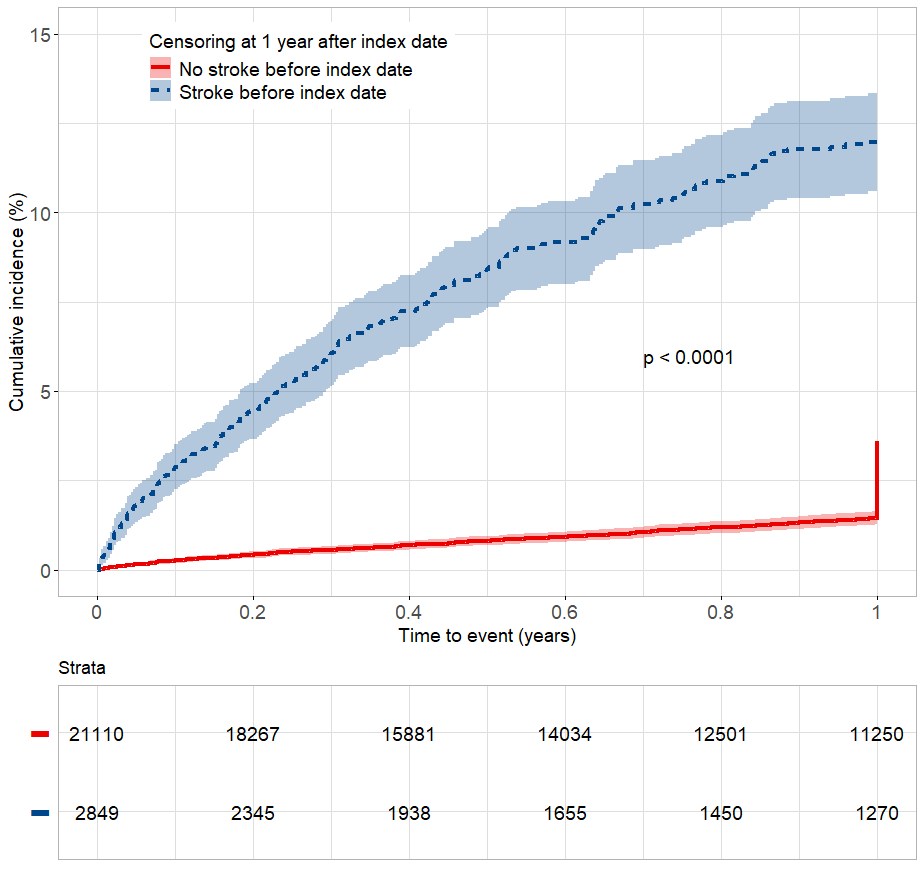 Censoring at 1 year after index date
No stroke before index date
Stroke before index date
Cumulative incidence (%)
15
10
5
0
p < 0.0001
0 0.2 0.4 0.6 0.8 1
Time to event (years)
Strata
21110 18267 15881 14034 12501 11250
2849 2345 1938 1655 1450 1270